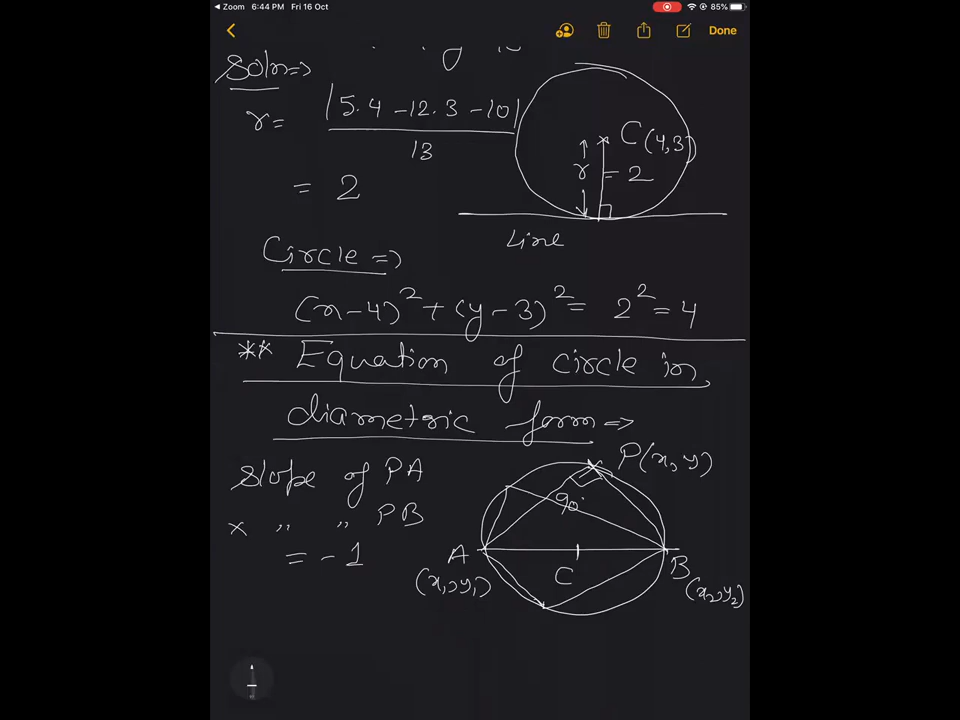 Zoom 6:44 PM Fri 16 Oct 85%
Done
Soln⇒
r = |5.4 - 12.3 - 10| / 13
= 2
C(4,3)
r = 2
Line
Circle ⇒
(x-4)² + (y-3)² = 2² = 4
** Equation of circle in
diametric form ⇒
Slope of PA
x " " PB
= -1
P(x, y)
90°
A
(x₁, y₁)
C
B
(x₂, y₂)